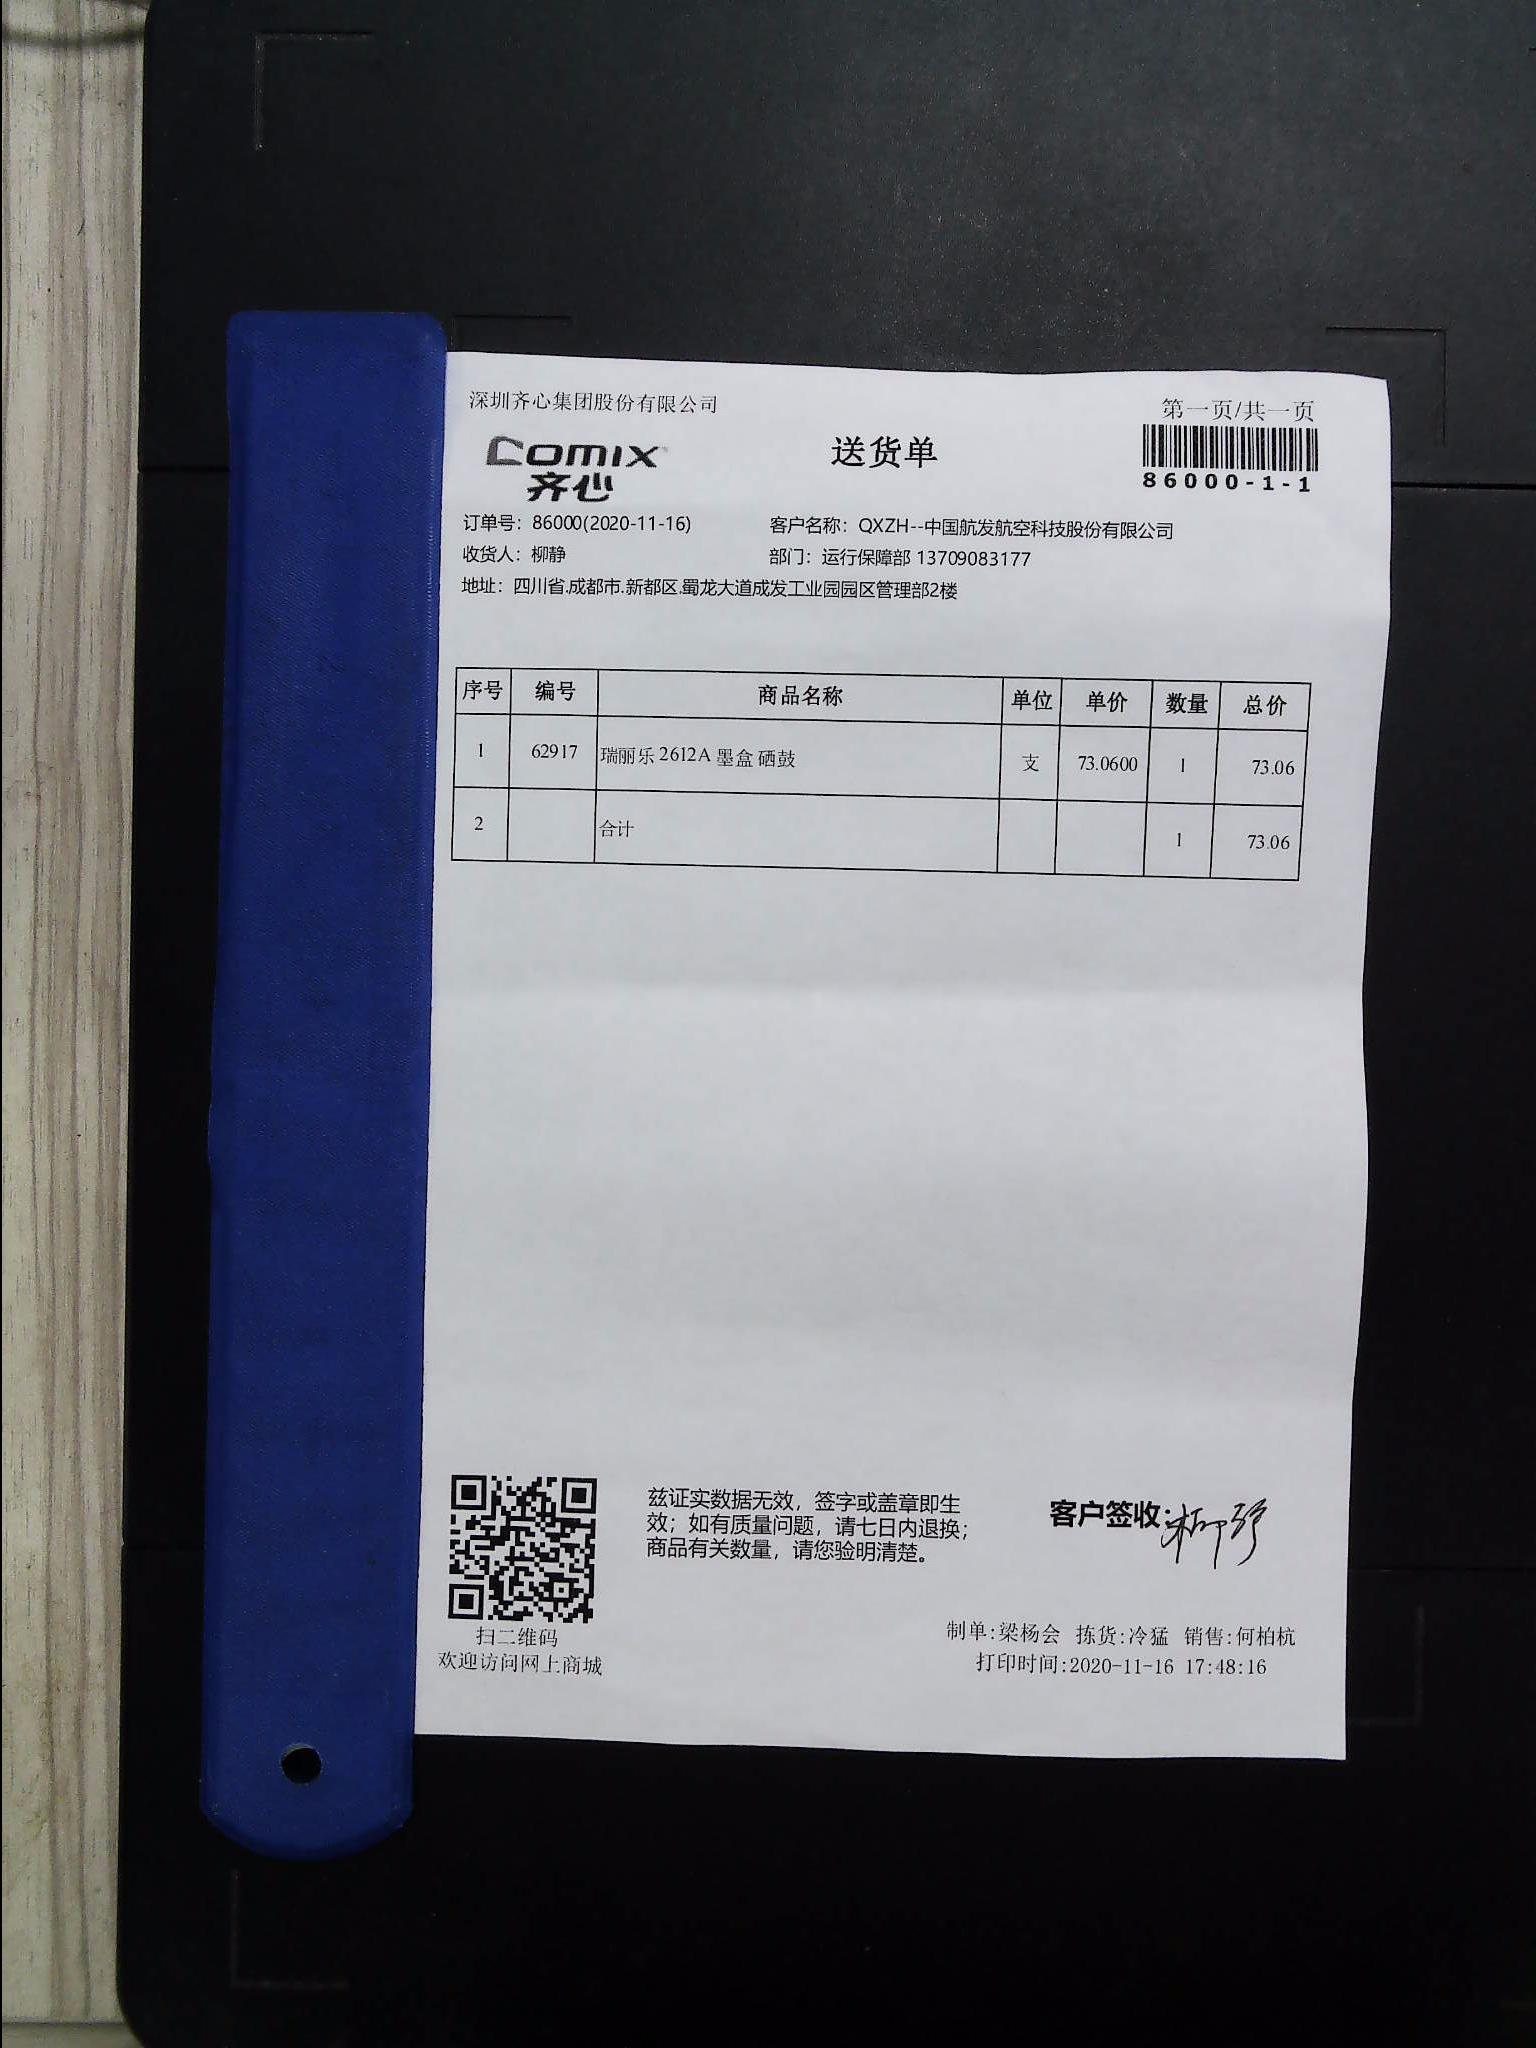 深圳齐心集团股份有限公司
第一页/共一页
comix
齐心
送货单
86000-1-1
订单号：86000(2020-11-16) 客户名称：QXZH--中国航发航空科技股份有限公司
收货人：柳静 部门：运行保障部 13709083177
地址：四川省.成都市.新都区.蜀龙大道成发工业园园区管理部2楼
序号 编号 商品名称 单位 单价 数量 总价
1 62917 瑞丽乐 2612A 墨盒 硒鼓 支 73.0600 1 73.06
2 合计 1 73.06
兹证实数据无效，签字或盖章即生
效；如有质量问题，请七日内退换；
商品有关数量，请您验明清楚。
客户签收：柳
扫二维码
欢迎访问网上商城
制单:梁杨会 拣货:冷猛 销售:何柏杭
打印时间:2020-11-16 17:48:16